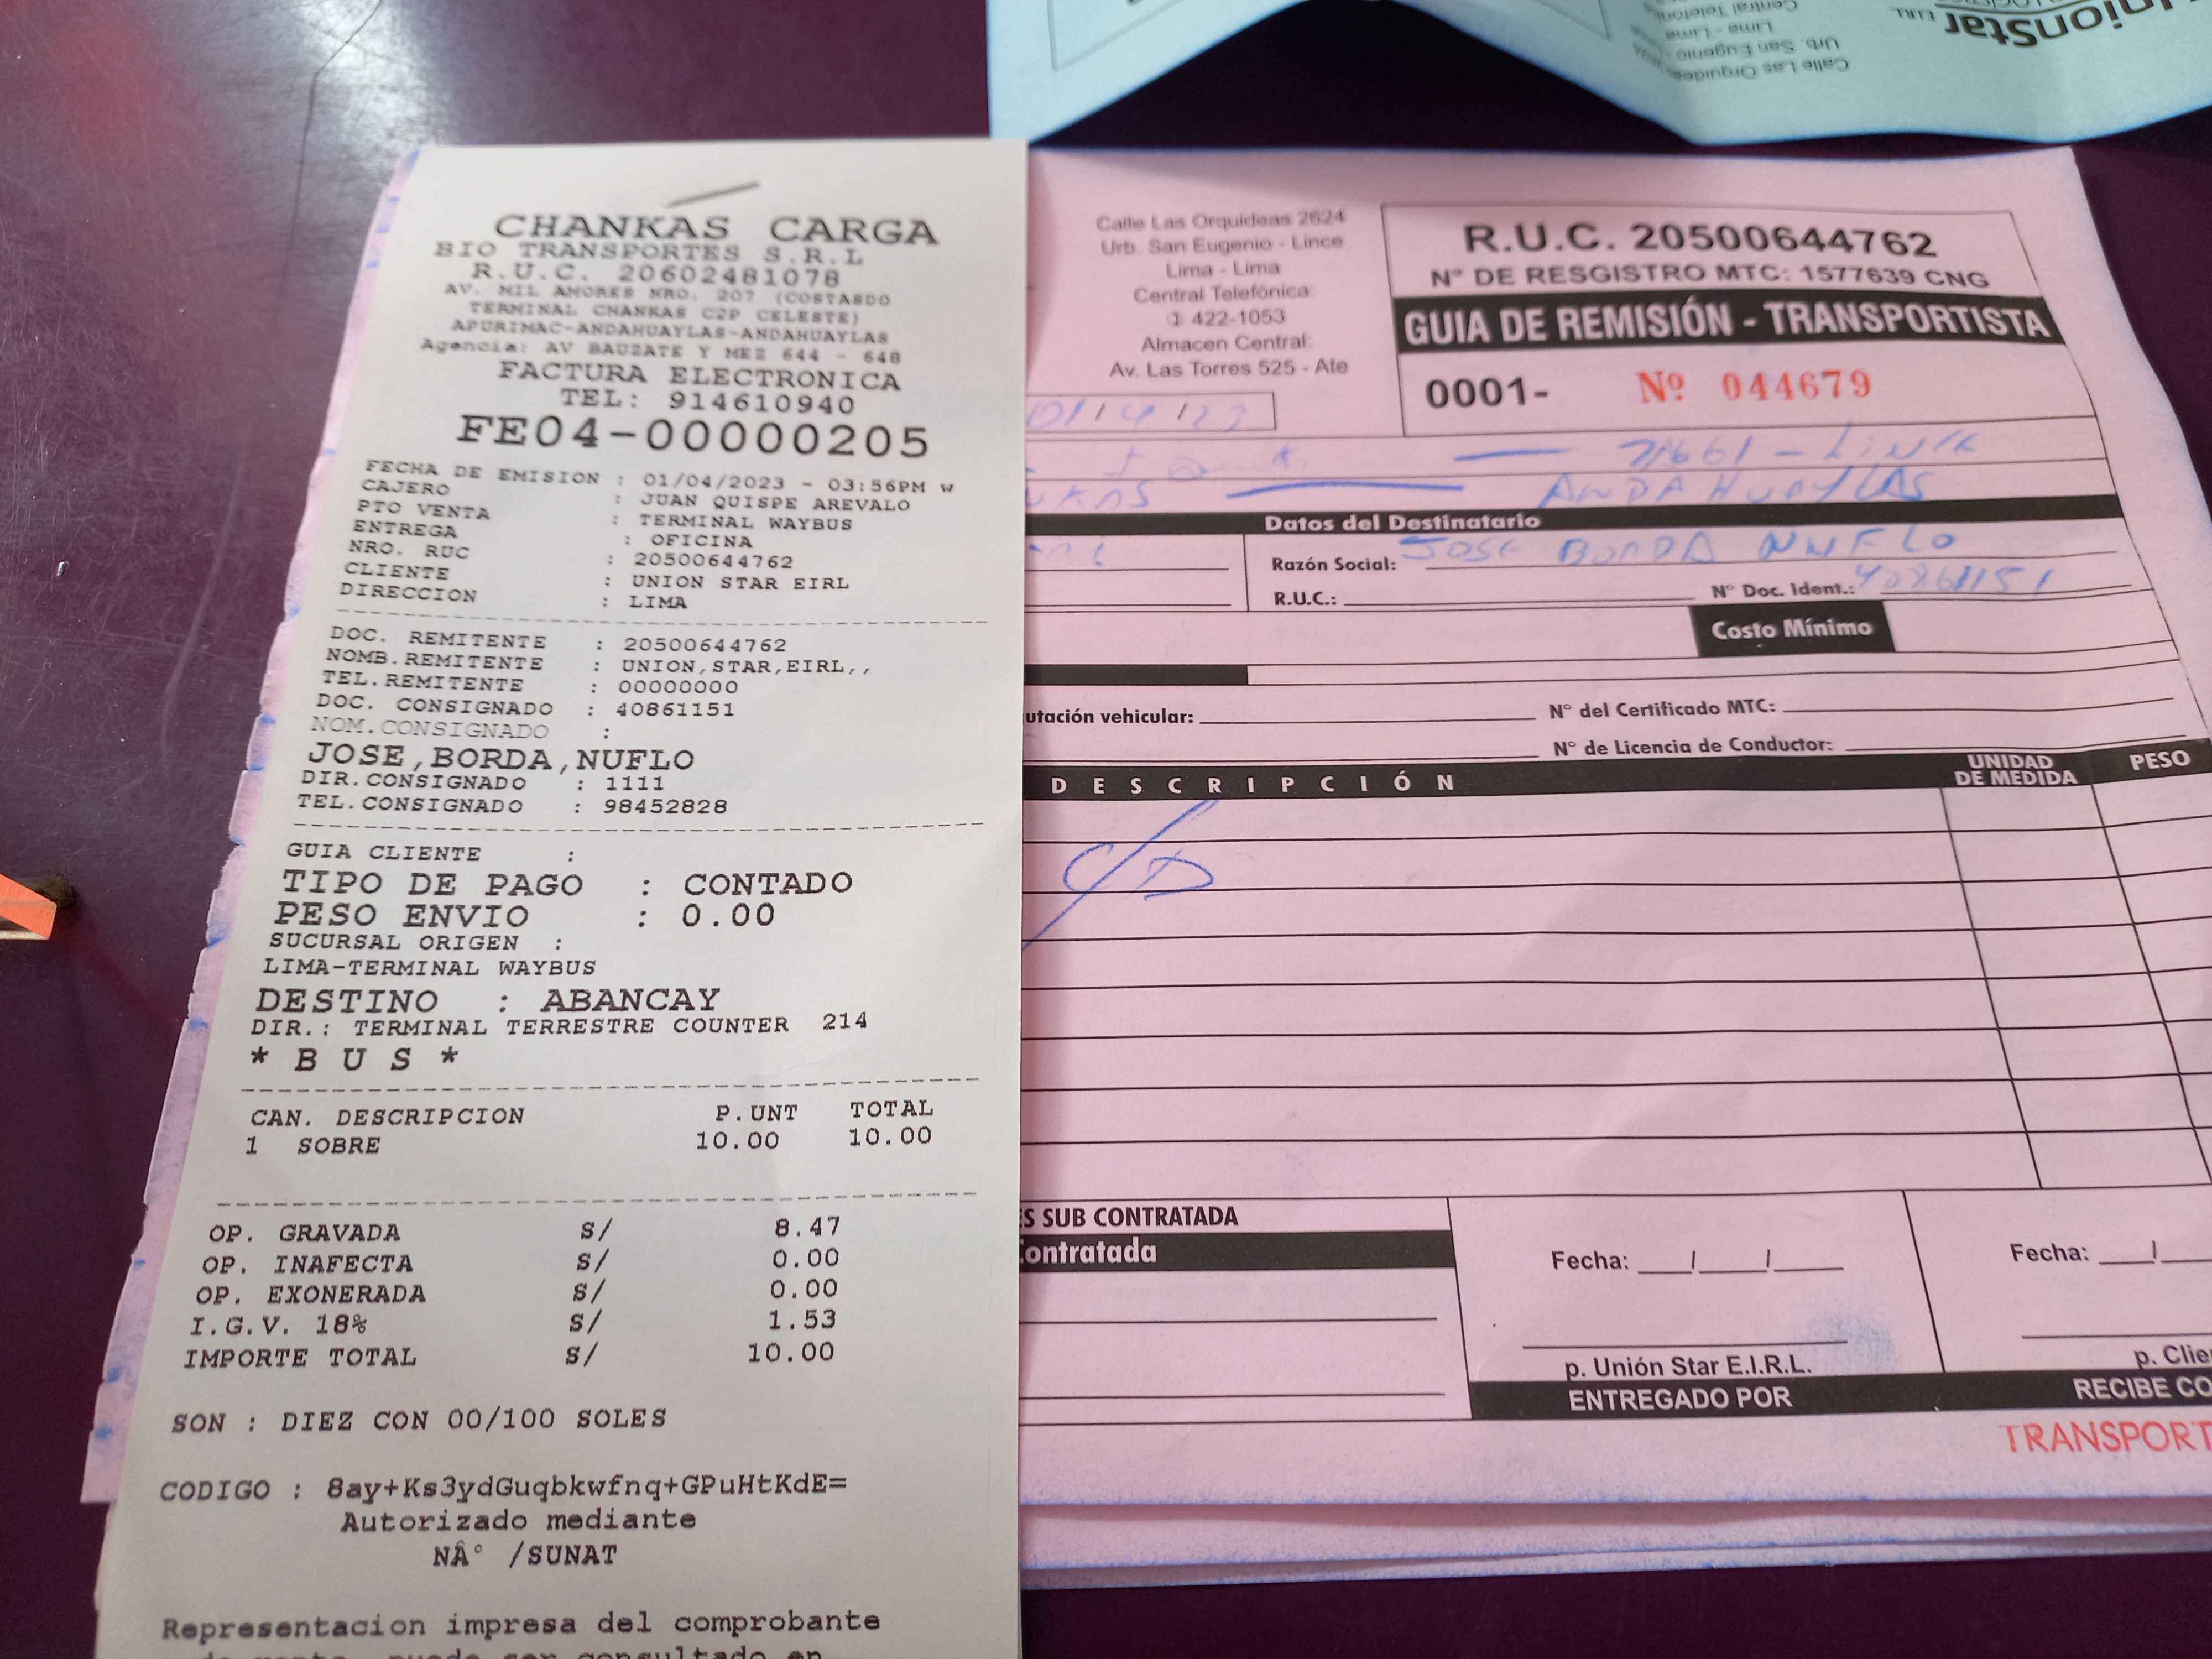 CHANKAS CARGA
BIO TRANSPORTES S.R.L
R.U.C. 20602481078
AV. MIL AMORES NRO. 207 (COSTASDO
TERMINAL CHANKAS C2P CELESTE)
APURIMAC-ANDAHUAYLAS-ANDAHUAYLAS
Agencia: AV BAUZATE Y MEZ 644 - 648
FACTURA ELECTRONICA
TEL: 914610940
FE04-00000205
FECHA DE EMISION : 01/04/2023 - 03:56PM w
CAJERO : JUAN QUISPE AREVALO
PTO VENTA : TERMINAL WAYBUS
ENTREGA : OFICINA
NRO. RUC : 20500644762
CLIENTE : UNION STAR EIRL
DIRECCION : LIMA
DOC. REMITENTE : 20500644762
NOMB.REMITENTE : UNION,STAR,EIRL,,
TEL.REMITENTE : 00000000
DOC. CONSIGNADO : 40861151
NOM.CONSIGNADO :
JOSE,BORDA,NUFLO
DIR.CONSIGNADO : 1111
TEL.CONSIGNADO : 98452828
GUIA CLIENTE :
TIPO DE PAGO : CONTADO
PESO ENVIO : 0.00
SUCURSAL ORIGEN :
LIMA-TERMINAL WAYBUS
DESTINO : ABANCAY
DIR.: TERMINAL TERRESTRE COUNTER 214
* B U S *
CAN. DESCRIPCION P.UNT TOTAL
1 SOBRE 10.00 10.00
OP. GRAVADA S/ 8.47
OP. INAFECTA S/ 0.00
OP. EXONERADA S/ 0.00
I.G.V. 18% S/ 1.53
IMPORTE TOTAL S/ 10.00
SON : DIEZ CON 00/100 SOLES
CODIGO : 8ay+Ks3ydGuqbkwfnq+GPuHtKdE=
Autorizado mediante
NÂ° /SUNAT
Representacion impresa del comprobante
UnionStar
E.I.R.L.
Calle Las Orquideas
Urb. San Eugenio
Lima - Lima
Central Telefónica
Calle Las Orquideas 2624
Urb. San Eugenio - Lince
Lima - Lima
Central Telefónica:
422-1053
Almacen Central:
Av. Las Torres 525 - Ate
R.U.C. 20500644762
N° DE RESGISTRO MTC: 1577639 CNG
GUIA DE REMISIÓN - TRANSPORTISTA
0001- Nº 044679
ANDAHUAYLAS
Datos del Destinatario
Razón Social: JOSE BORDA NUFLO
R.U.C.: N° Doc. Ident.: 40861151
Costo Mínimo
utación vehicular: N° del Certificado MTC:
N° de Licencia de Conductor:
DESCRIPCIÓN UNIDAD DE MEDIDA PESO
S SUB CONTRATADA
ontratada
Fecha: / / Fecha: /
p. Unión Star E.I.R.L. p. Clie
ENTREGADO POR RECIBE CO
TRANSPORT